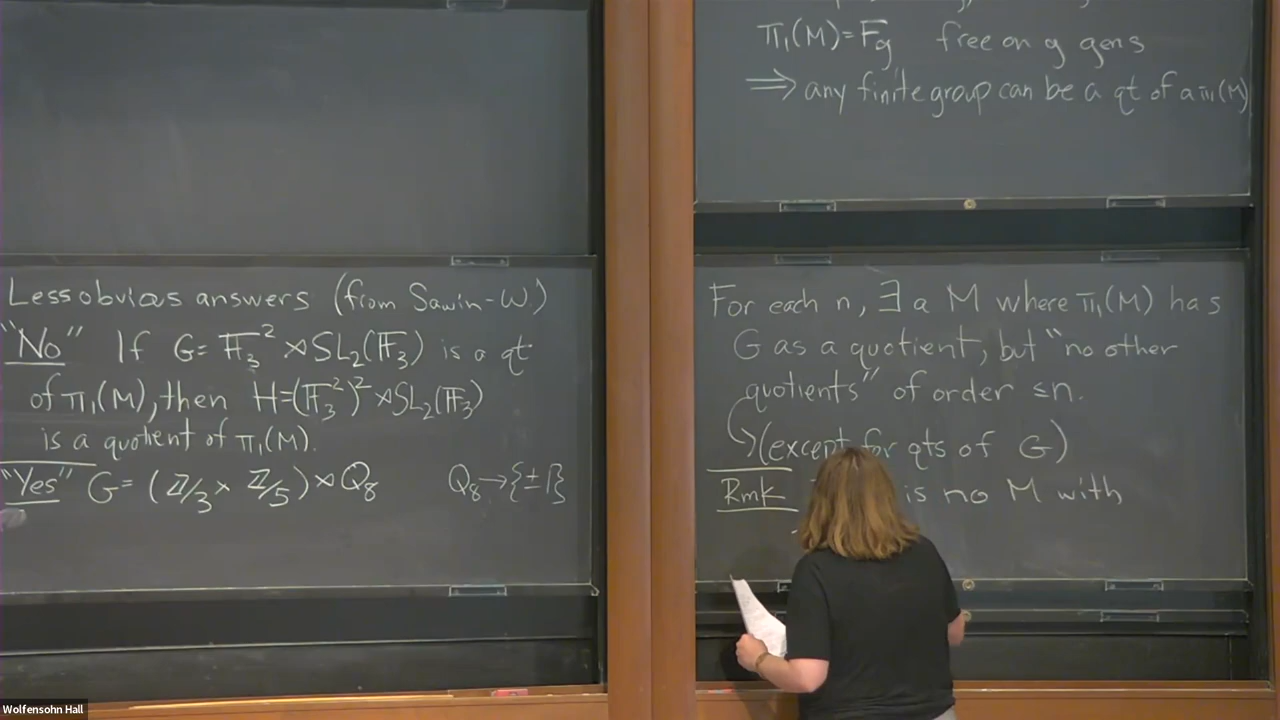 Less obvious answers (from Sawin-W)
"No" If G= 𝔽₃² ⋊ SL₂(𝔽₃) is a qt
of π₁(M), then H=(𝔽₃²)² ⋊ SL₂(𝔽₃)
is a quotient of π₁(M).
"Yes" G= (ℤ/3 × ℤ/5) ⋊ Q₈ Q₈→{±1}
π₁(M)=F_g free on g gens
⟹ any finite group can be a qt of a π₁(M)
For each n, ∃ a M where π₁(M) has
G as a quotient, but "no other
quotients" of order ≤n.
(except for qts of G)
Rmk is no M with
Wolfensohn Hall